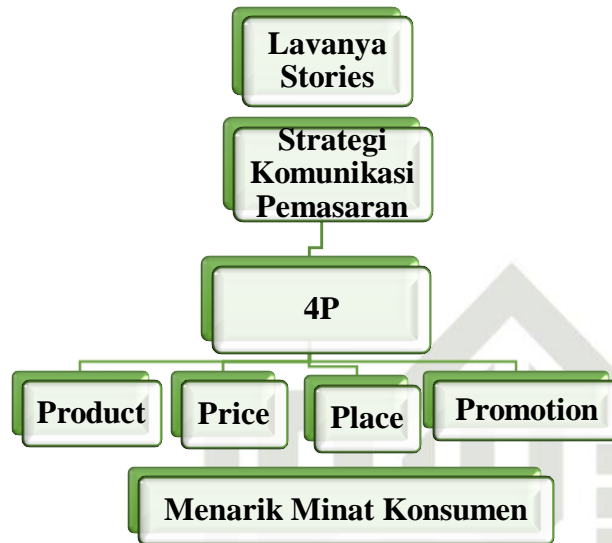 Lavanya
Stories
Strategi
Komunikasi
Pemasaran
4P
Product
Price
Place
Promotion
Menarik Minat Konsumen